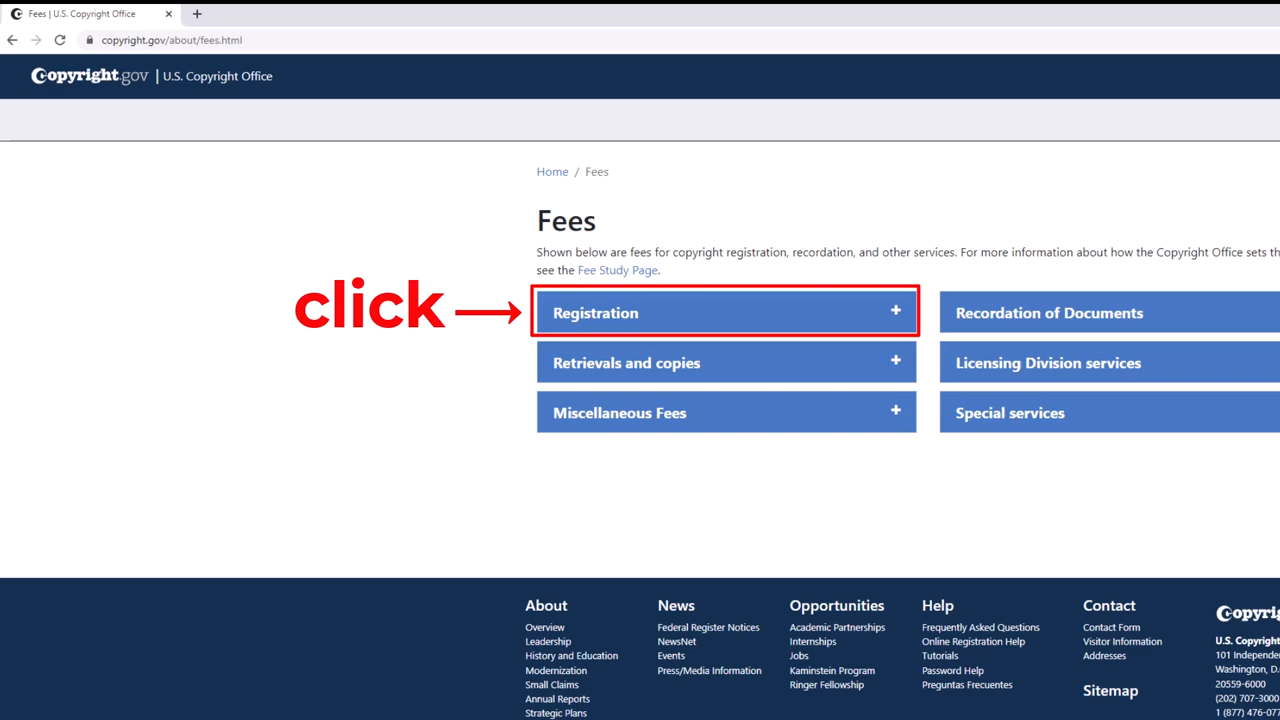 Fees | U.S. Copyright Office
copyright.gov/about/fees.html
Copyright.gov | U.S. Copyright Office
Home / Fees
Fees
Shown below are fees for copyright registration, recordation, and other services. For more information about how the Copyright Office sets th
see the Fee Study Page.
click
Registration
Recordation of Documents
Retrievals and copies
Licensing Division services
Miscellaneous Fees
Special services
About
Overview
Leadership
History and Education
Modernization
Small Claims
Annual Reports
Strategic Plans
News
Federal Register Notices
NewsNet
Events
Press/Media Information
Opportunities
Academic Partnerships
Internships
Jobs
Kaminstein Program
Ringer Fellowship
Help
Frequently Asked Questions
Online Registration Help
Tutorials
Password Help
Preguntas Frecuentes
Contact
Contact Form
Visitor Information
Addresses
Sitemap
Copyrig
U.S. Copyright
101 Independen
Washington, D.
20559-6000
(202) 707-3000
1 (877) 476-077